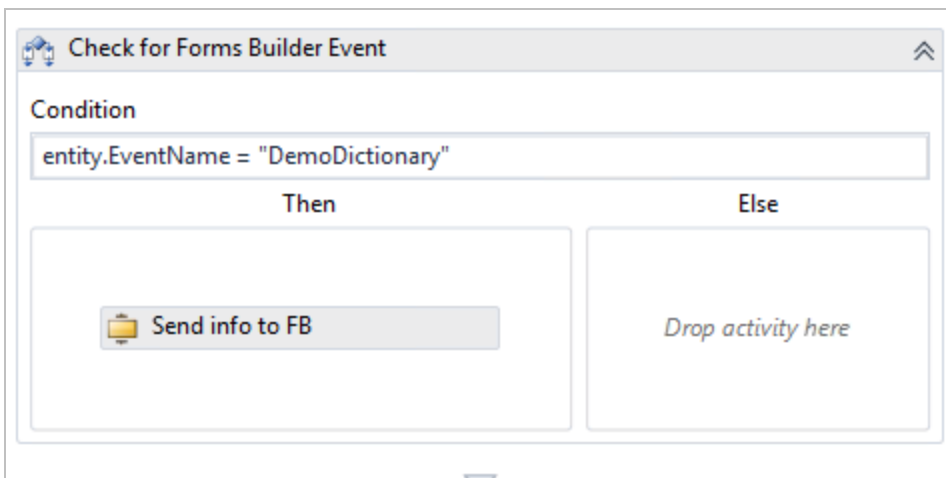 Check for Forms Builder Event
Condition
entity.EventName = "DemoDictionary"
Then
Else
Send info to FB
Drop activity here